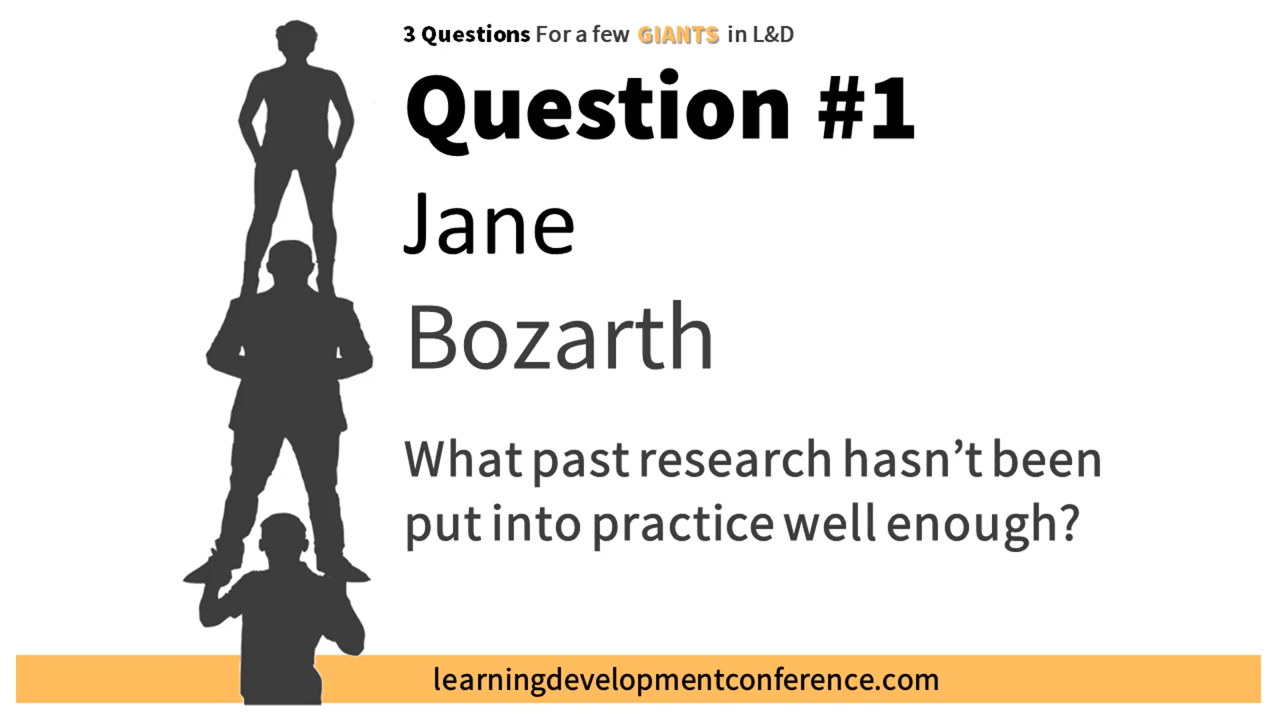 3 Questions For a few GIANTS in L&D
Question #1
Jane
Bozarth
What past research hasn’t been
put into practice well enough?
learningdevelopmentconference.com